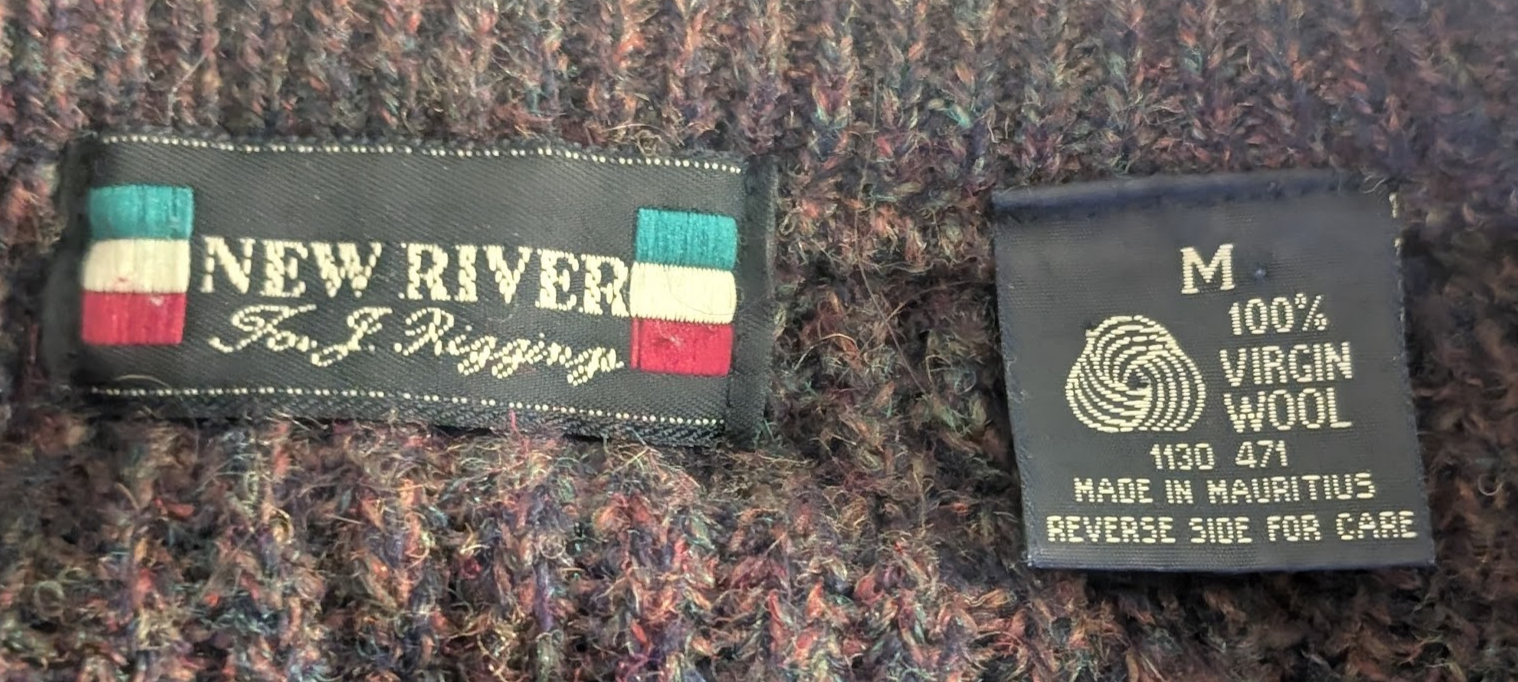 NEW RIVER
For J. Riggings
M
100%
VIRGIN
WOOL
1130 471
MADE IN MAURITIUS
REVERSE SIDE FOR CARE